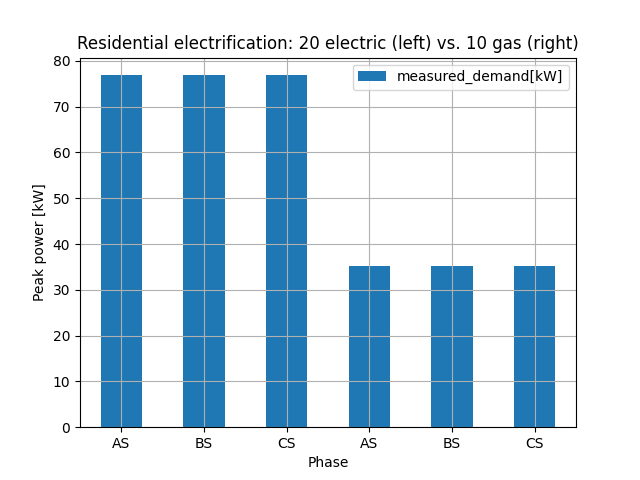 Residential electrification: 20 electric (left) vs. 10 gas (right)
measured_demand[kW]
80
70
60
50
40
30
20
10
0
Peak power [kW]
AS BS CS AS BS CS
Phase